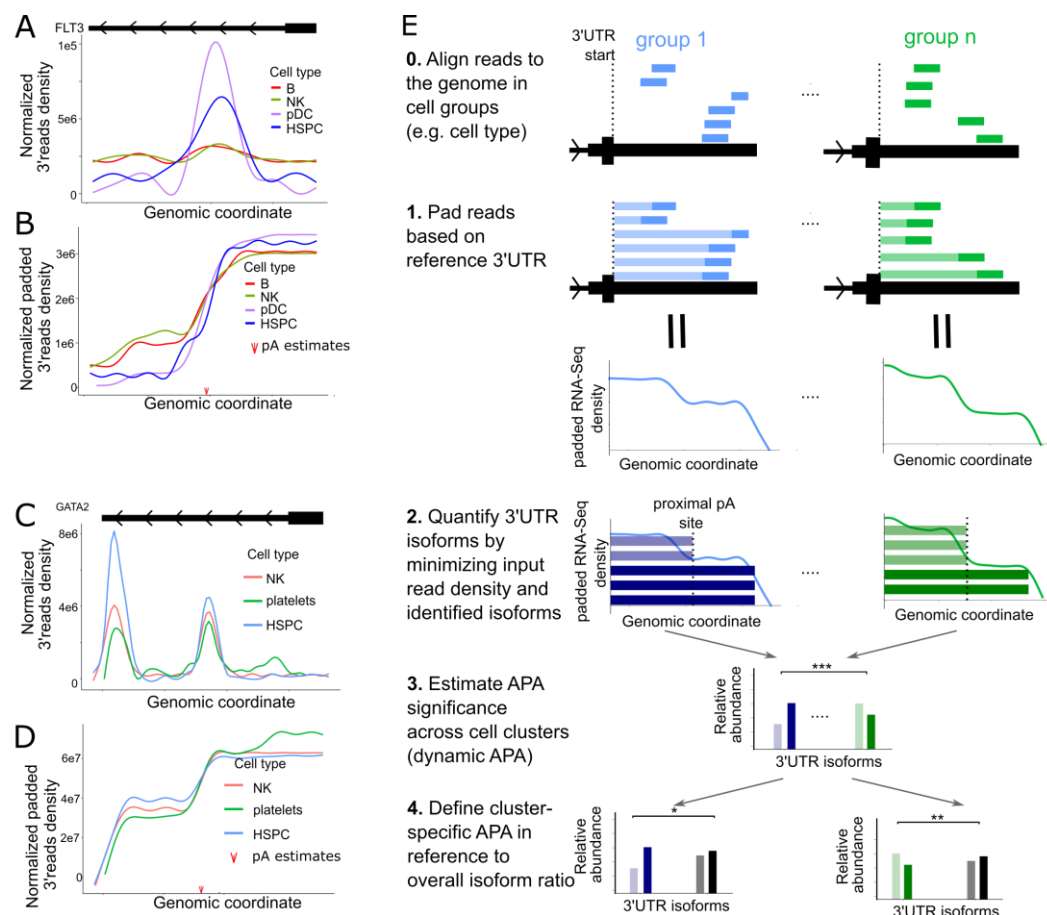 A
FLT3
Normalized
3'reads density
1e5
5e6
0
Cell type
B
NK
pDC
HSPC
Genomic coordinate
B
Normalized padded
3'reads density
3e6
2e6
1e6
0
Cell type
B
NK
pDC
HSPC
pA estimates
Genomic coordinate
C
GATA2
Normalized
3'reads density
8e6
4e6
0
Cell type
NK
platelets
HSPC
Genomic coordinate
D
Normalized padded
3'reads density
6e7
4e7
2e7
Cell type
NK
platelets
HSPC
pA estimates
Genomic coordinate
E
0. Align reads to
the genome in
cell groups
(e.g. cell type)
3'UTR
start
group 1
....
group n
1. Pad reads
based on
reference 3'UTR
....
padded RNA-Seq
density
Genomic coordinate
....
Genomic coordinate
2. Quantify 3'UTR
isoforms by
minimizing input
read density and
identified isoforms
padded RNA-Seq
density
proximal pA
site
Genomic coordinate
....
Genomic coordinate
3. Estimate APA
significance
across cell clusters
(dynamic APA)
Relative
abundance
***
....
3'UTR isoforms
4. Define cluster-
specific APA in
reference to
overall isoform ratio
Relative
abundance
*
3'UTR isoforms
Relative
abundance
**
3'UTR isoforms